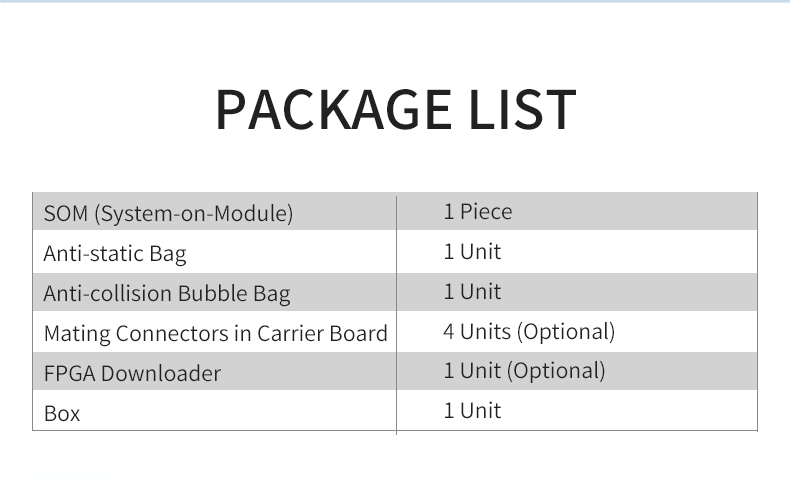 PACKAGE LIST
SOM (System-on-Module) 1 Piece
Anti-static Bag 1 Unit
Anti-collision Bubble Bag 1 Unit
Mating Connectors in Carrier Board 4 Units (Optional)
FPGA Downloader 1 Unit (Optional)
Box 1 Unit